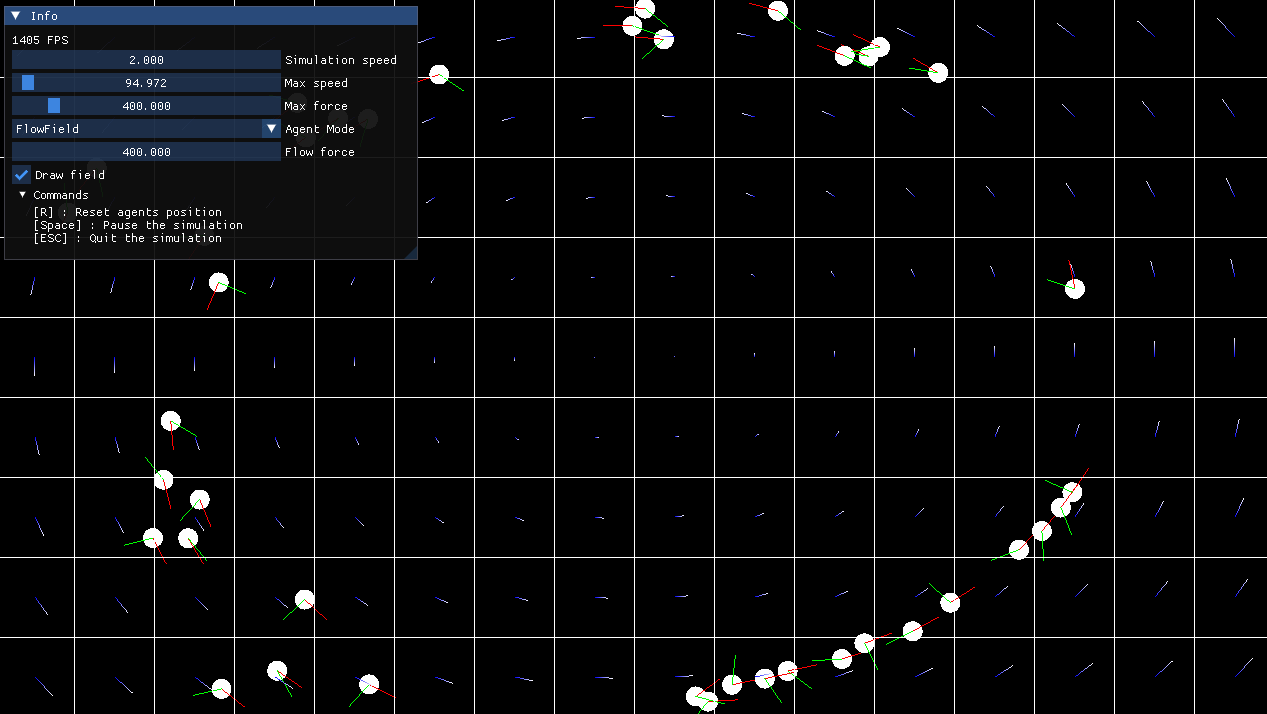 Info
1405 FPS
2.000 Simulation speed
94.972 Max speed
400.000 Max force
FlowField Agent Mode
400.000 Flow force
Draw field
Commands
[R] : Reset agents position
[Space] : Pause the simulation
[ESC] : Quit the simulation